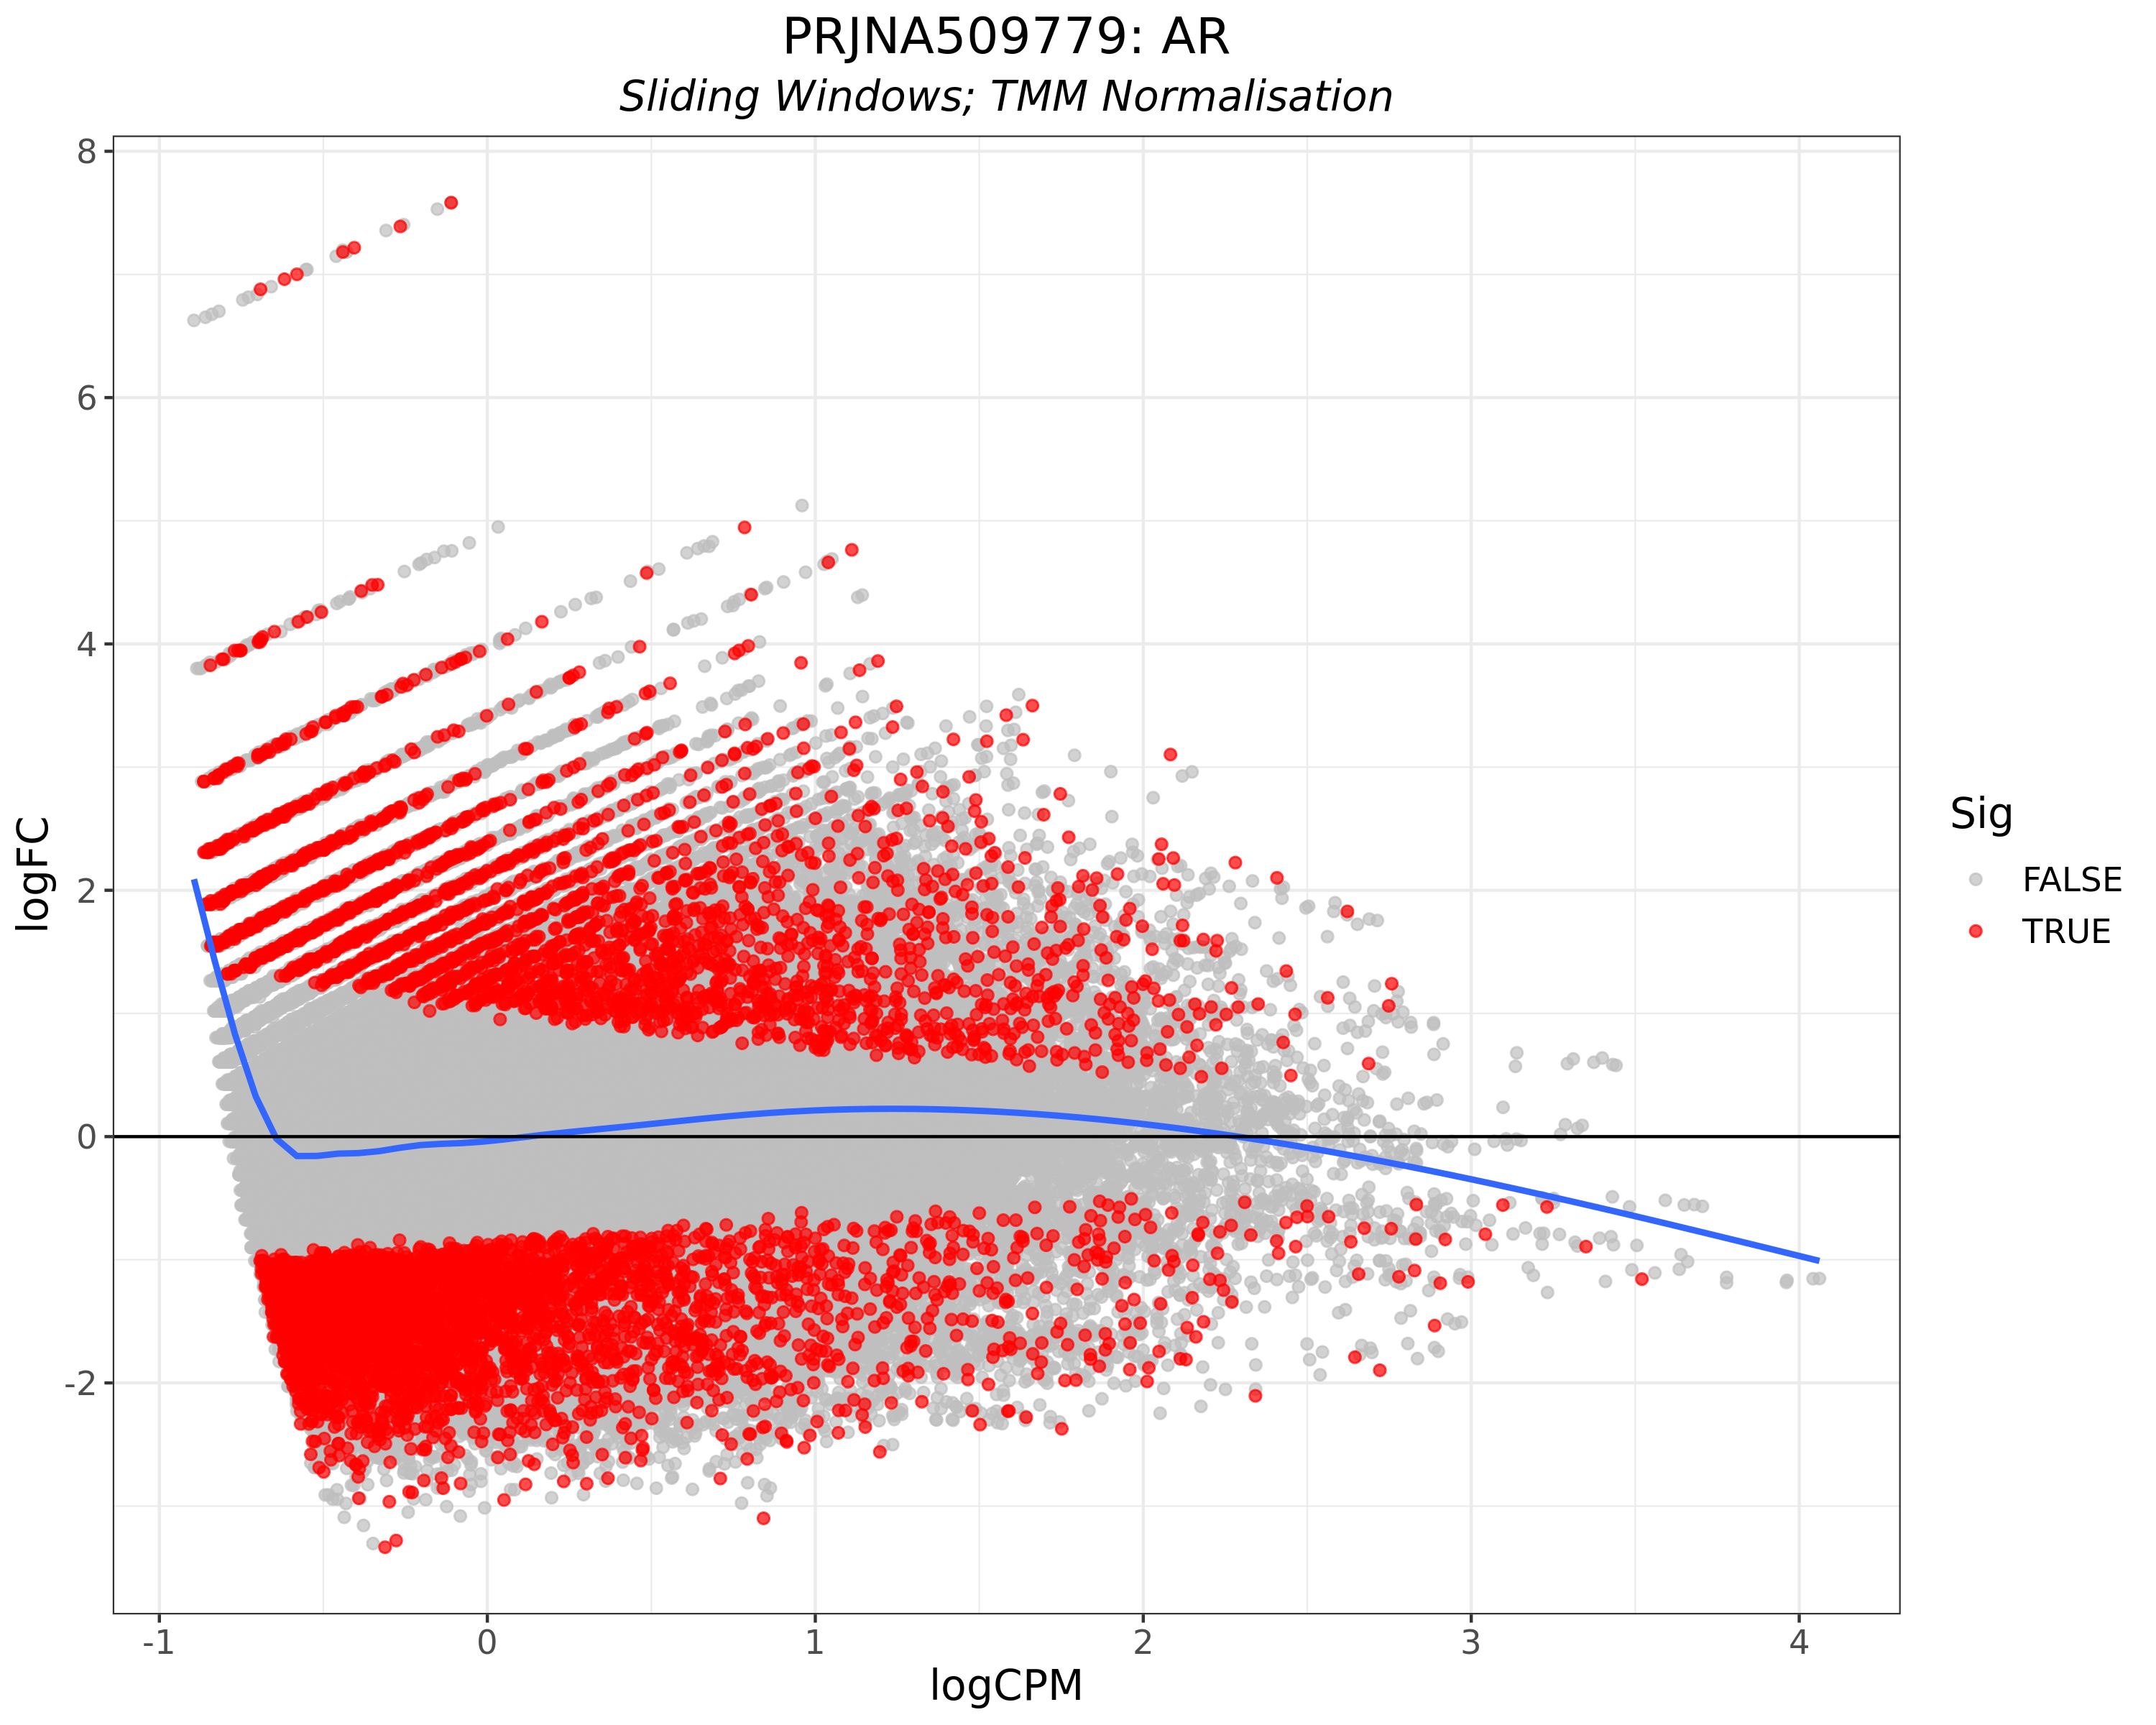 PRJNA509779: AR
Sliding Windows; TMM Normalisation
8
6
4
2
0
-2
logFC
-1 0 1 2 3 4
logCPM
Sig
FALSE
TRUE